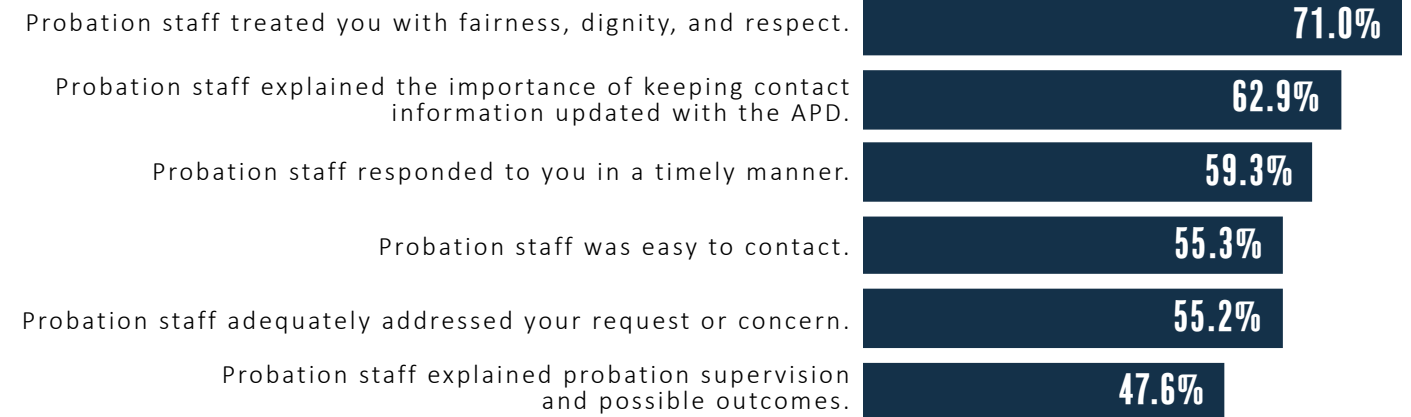 Probation staff treated you with fairness, dignity, and respect. 71.0%
Probation staff explained the importance of keeping contact
information updated with the APD. 62.9%
Probation staff responded to you in a timely manner. 59.3%
Probation staff was easy to contact. 55.3%
Probation staff adequately addressed your request or concern. 55.2%
Probation staff explained probation supervision
and possible outcomes. 47.6%